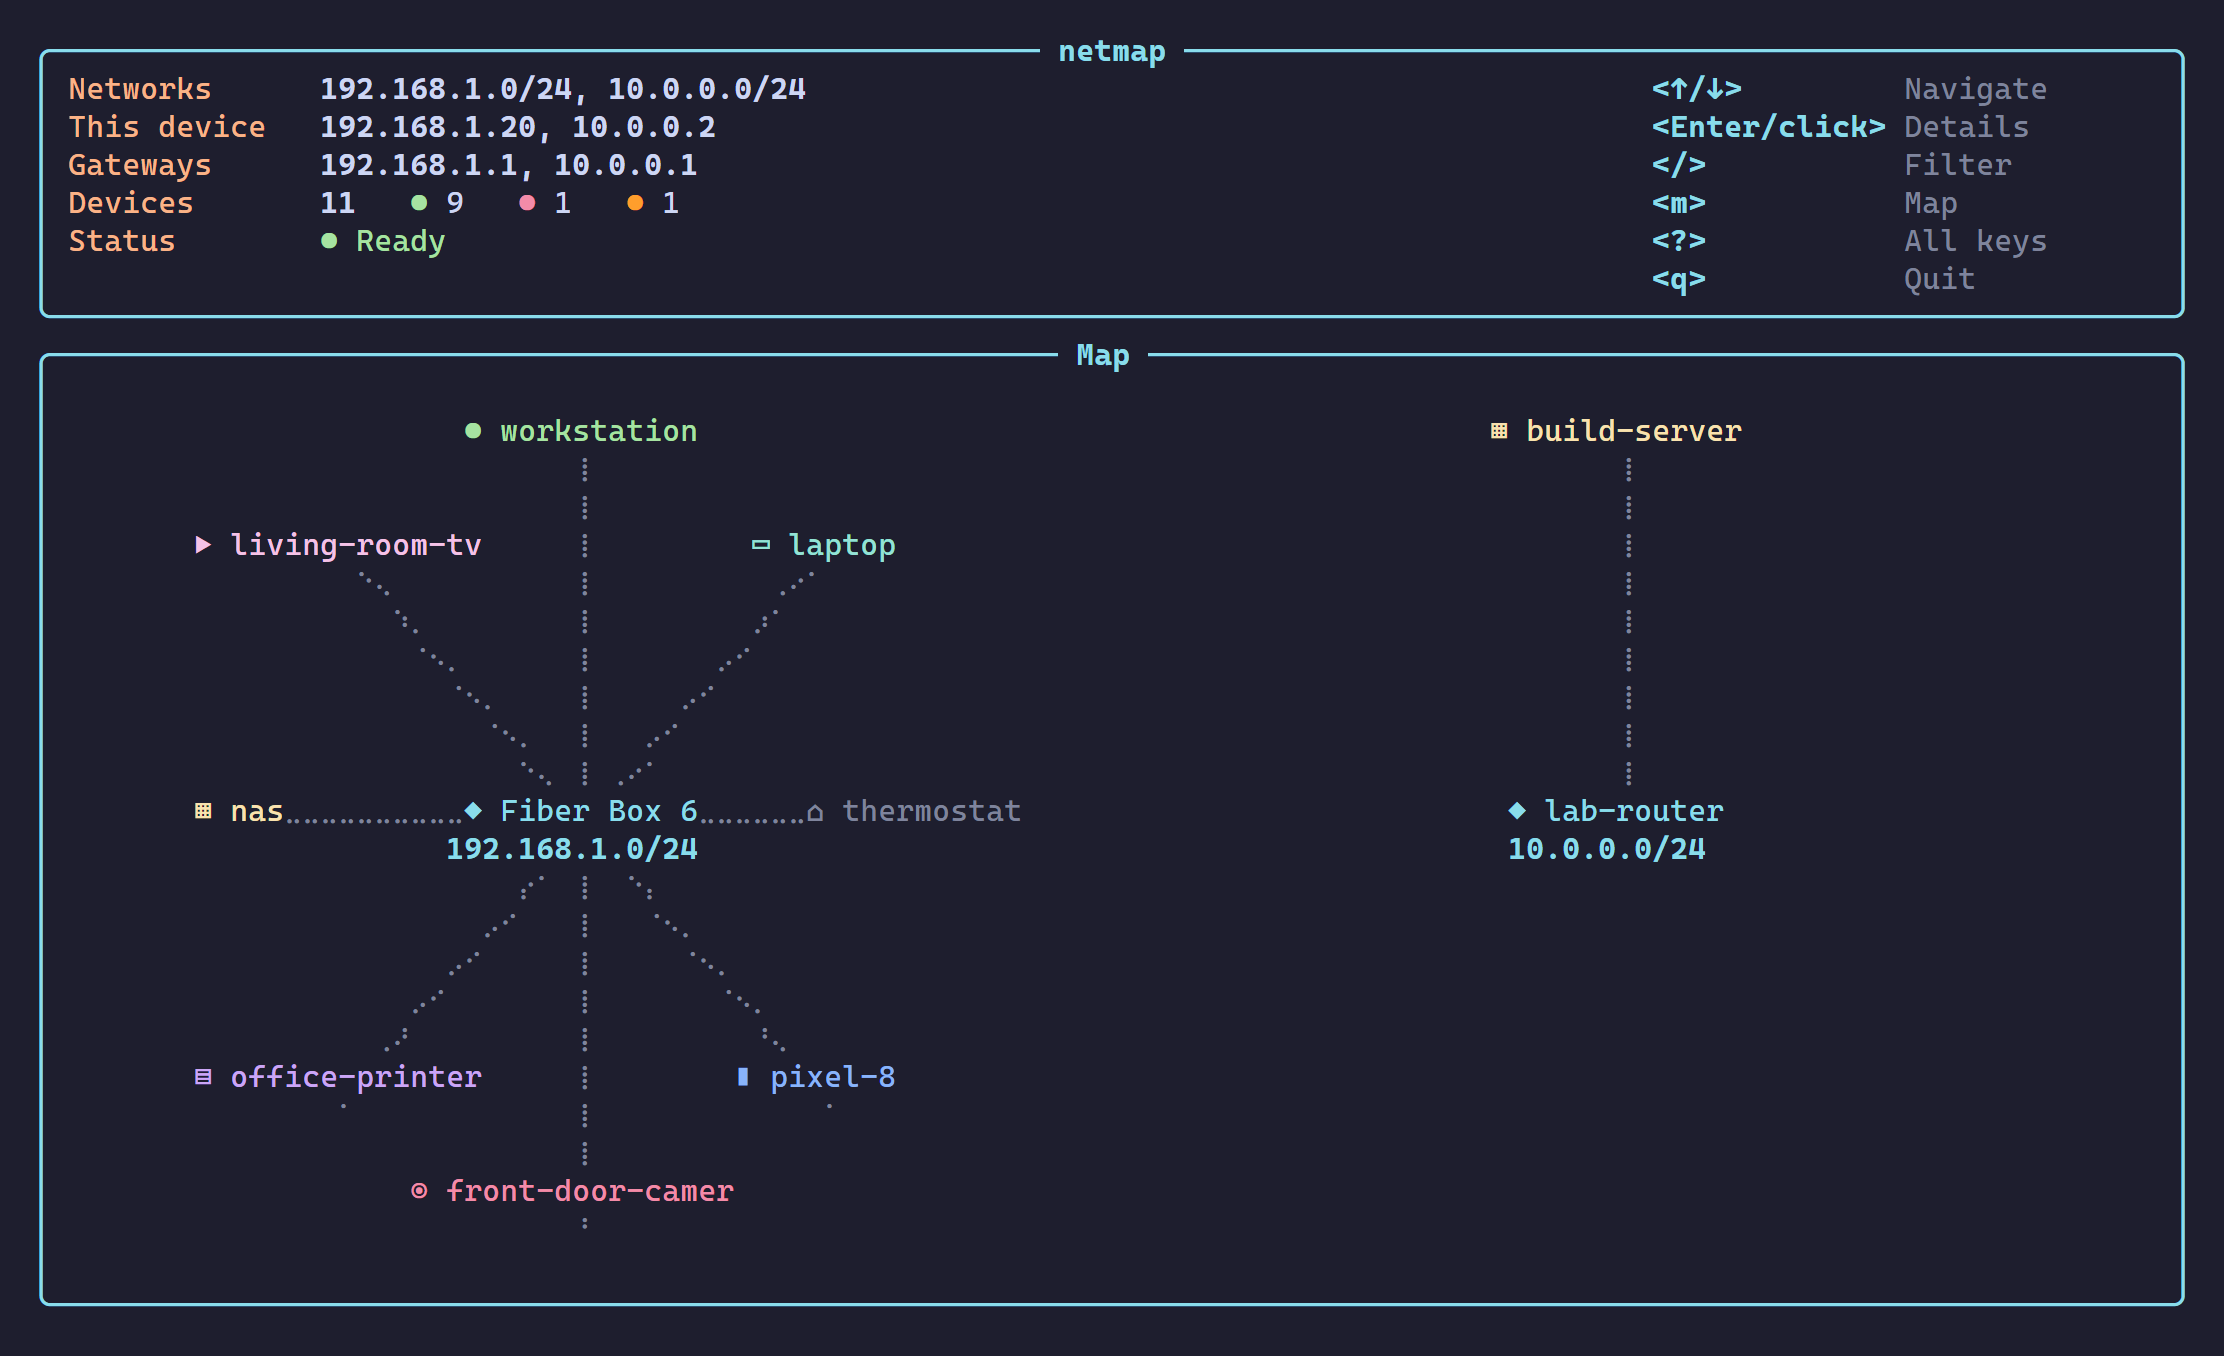 netmap
Networks 192.168.1.0/24, 10.0.0.0/24 <↑/↓> Navigate
This device 192.168.1.20, 10.0.0.2 <Enter/click> Details
Gateways 192.168.1.1, 10.0.0.1 </> Filter
Devices 11 ● 9 ● 1 ● 1 <m> Map
Status ● Ready <?> All keys
<q> Quit
Map
● workstation ▦ build-server
▶ living-room-tv ▭ laptop
▦ nas ◆ Fiber Box 6 ⌂ thermostat ◆ lab-router
192.168.1.0/24 10.0.0.0/24
⊟ office-printer ▮ pixel-8
◉ front-door-camer